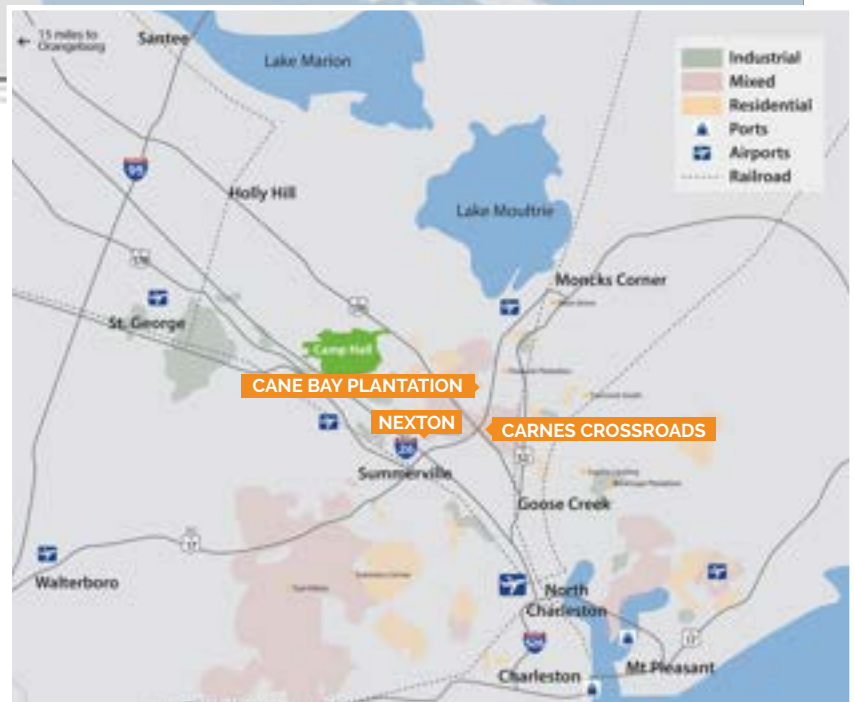 15 miles to
Orangeburg
Santee
Lake Marion
Industrial
Mixed
Residential
Ports
Airports
Railroad
95
Holly Hill
Lake Moultrie
178
Moncks Corner
St. George
Camp Hall
CANE BAY PLANTATION
NEXTON
CARNES CROSSROADS
26
Summerville
52
Goose Creek
17
Walterboro
North
Charleston
526
17
Charleston
Mt Pleasant